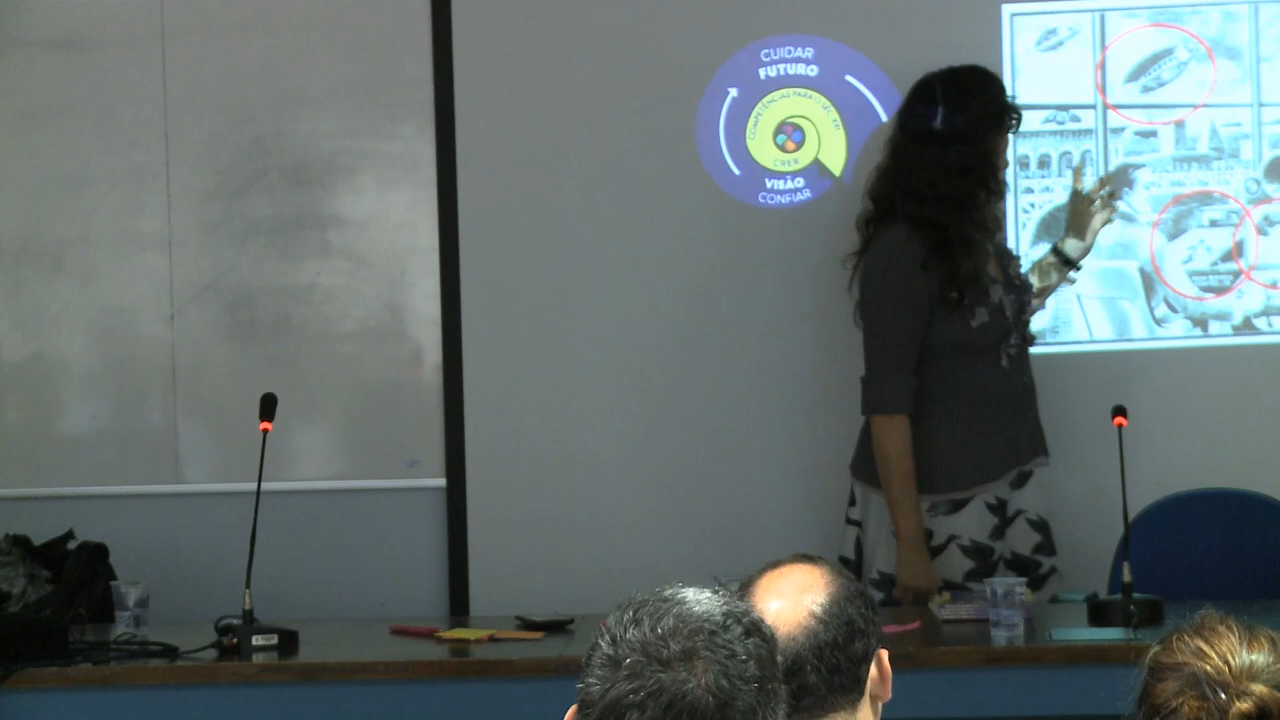 CUIDAR
FUTURO
COMPETÊNCIAS PARA O SÉC. XXI
CRER
VISÃO
CONFIAR